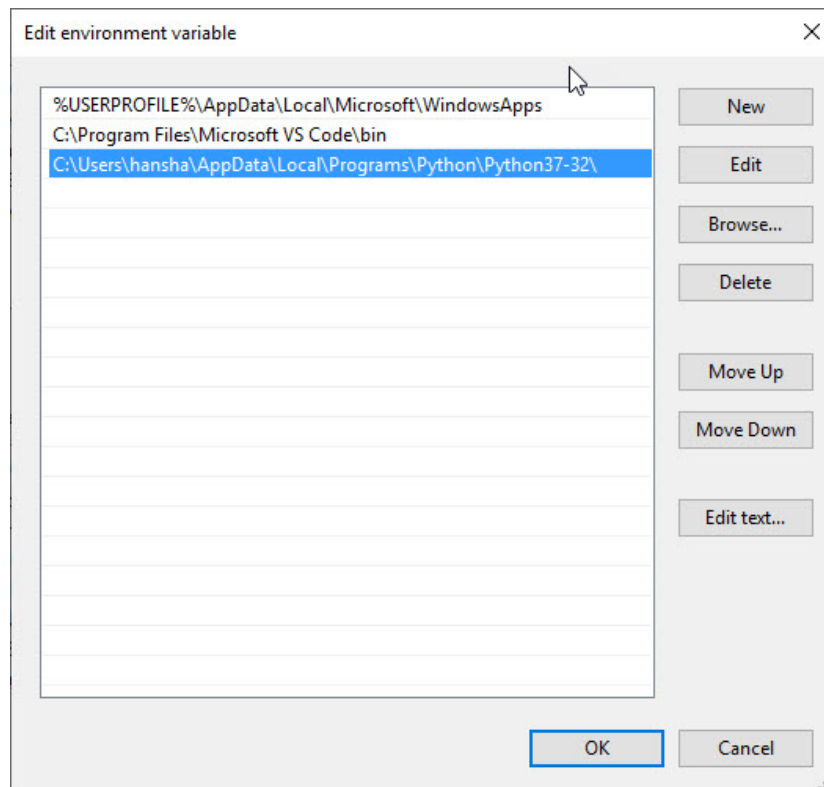 Edit environment variable
%USERPROFILE%\AppData\Local\Microsoft\WindowsApps
C:\Program Files\Microsoft VS Code\bin
C:\Users\hansha\AppData\Local\Programs\Python\Python37-32\
New
Edit
Browse...
Delete
Move Up
Move Down
Edit text...
OK
Cancel